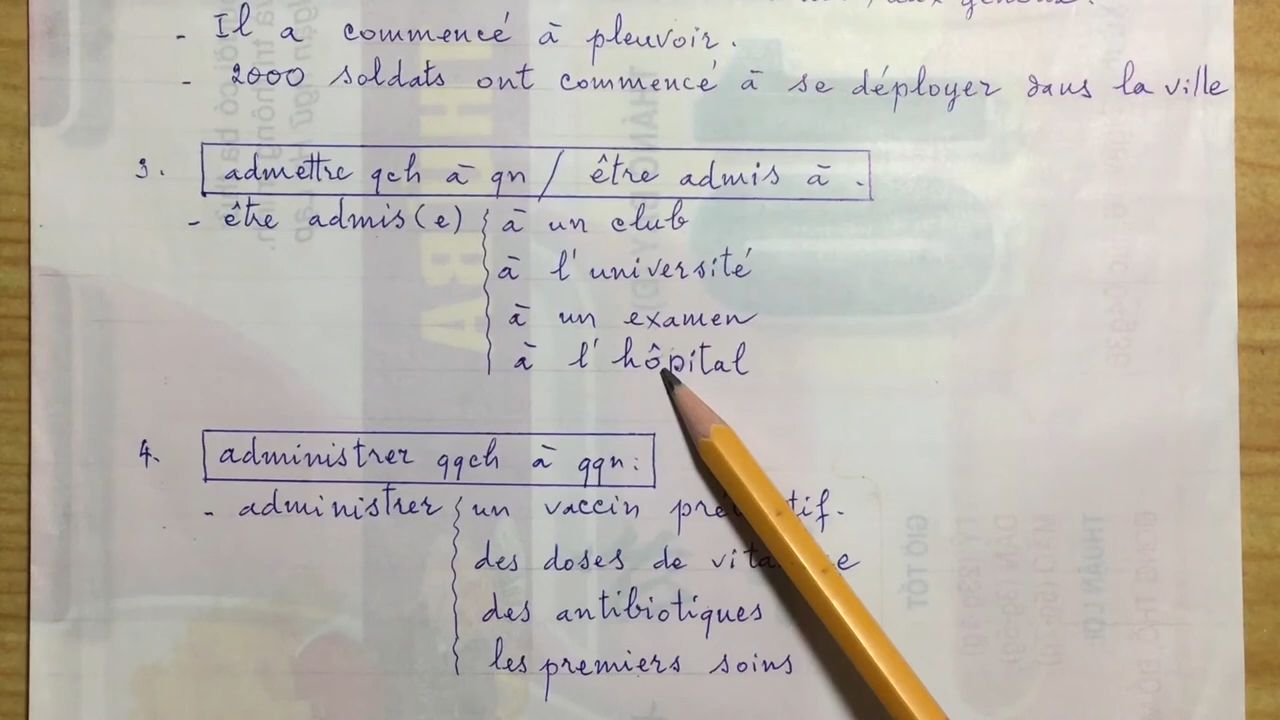 aux genoux.
- Il a commencé à pleuvoir.
- 2000 soldats ont commencé à se déployer dans la ville
3. admettre qch à qn / être admis à.
- être admis(e) à un club
à l'université
à un examen
à l'hôpital
4. administrer qqch à qqn:
- administrer un vaccin
des doses de
des antibiotiques
les premiers soins